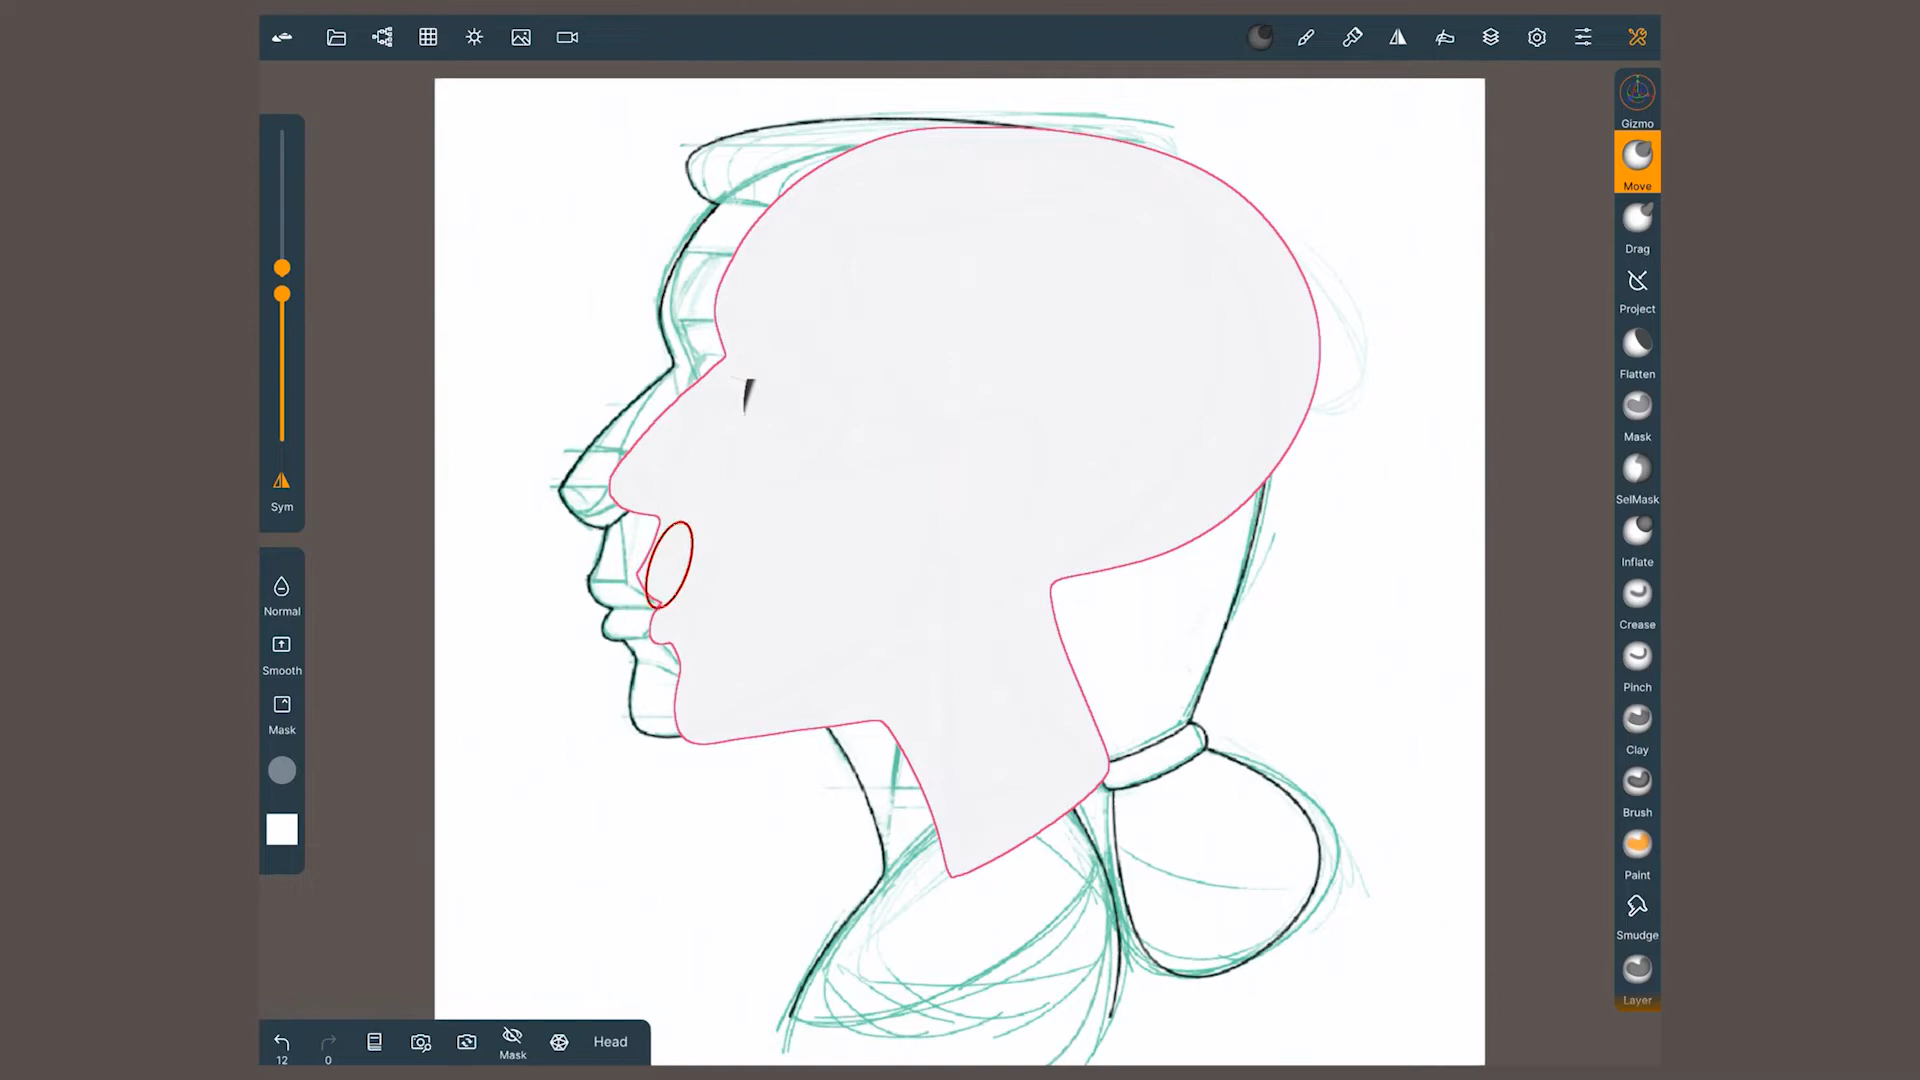 Gizmo
Move
Drag
Project
Flatten
Mask
SelMask
Inflate
Crease
Pinch
Clay
Brush
Paint
Smudge
Layer
Sym
Normal
Smooth
Mask
12
0
Mask
Head